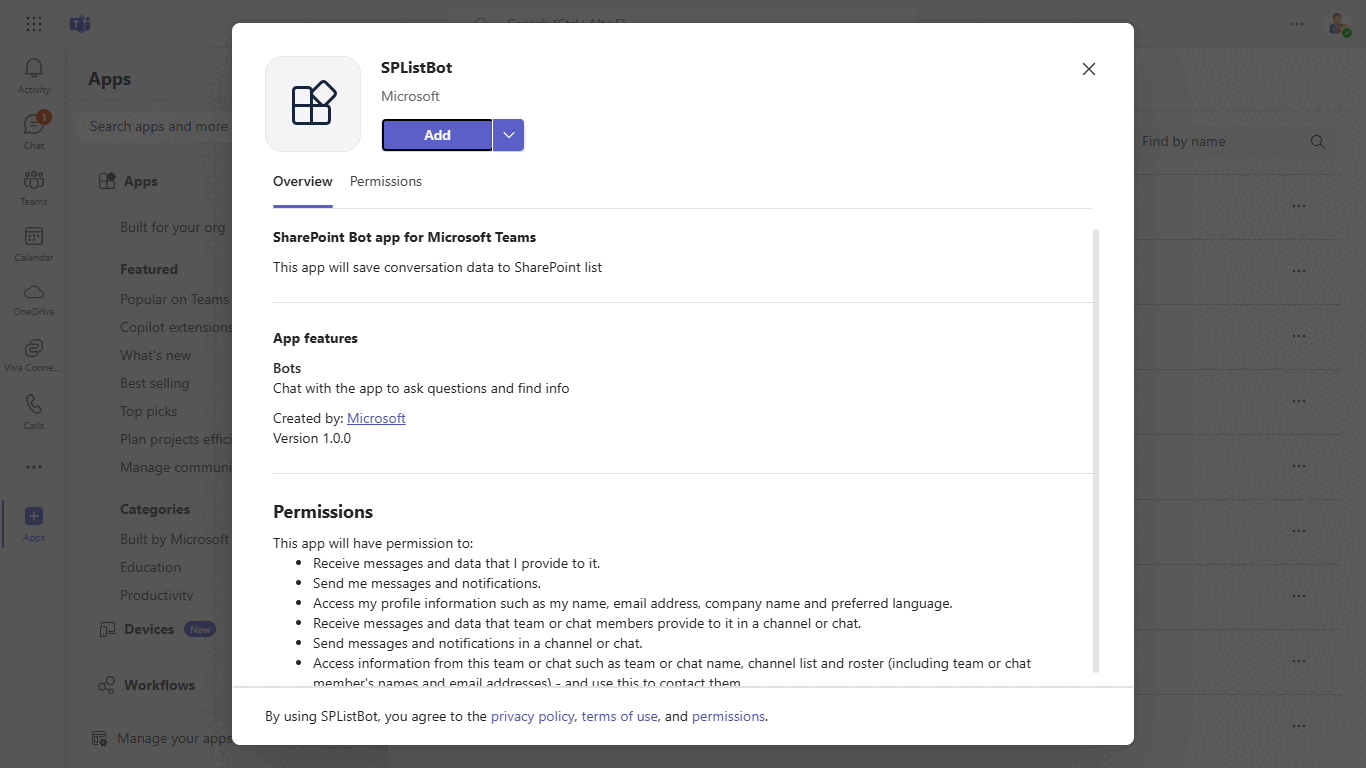 Search (Ctrl+Alt+E)
Activity
Chat
1
Teams
Calendar
OneDrive
Viva Conne...
Calls
Apps
Apps
Search apps and more
Apps
Built for your org
Featured
Popular on Teams
Copilot extensions
What's new
Best selling
Top picks
Plan projects effici
Manage communi
Categories
Built by Microsoft
Education
Productivity
Devices New
Workflows
Manage your apps
Find by name
SPListBot
Microsoft
Add
Overview Permissions
SharePoint Bot app for Microsoft Teams
This app will save conversation data to SharePoint list
App features
Bots
Chat with the app to ask questions and find info
Created by: Microsoft
Version 1.0.0
Permissions
This app will have permission to:
• Receive messages and data that I provide to it.
• Send me messages and notifications.
• Access my profile information such as my name, email address, company name and preferred language.
• Receive messages and data that team or chat members provide to it in a channel or chat.
• Send messages and notifications in a channel or chat.
• Access information from this team or chat such as team or chat name, channel list and roster (including team or chat
member's names and email addresses) - and use this to contact them.
By using SPListBot, you agree to the privacy policy, terms of use, and permissions.